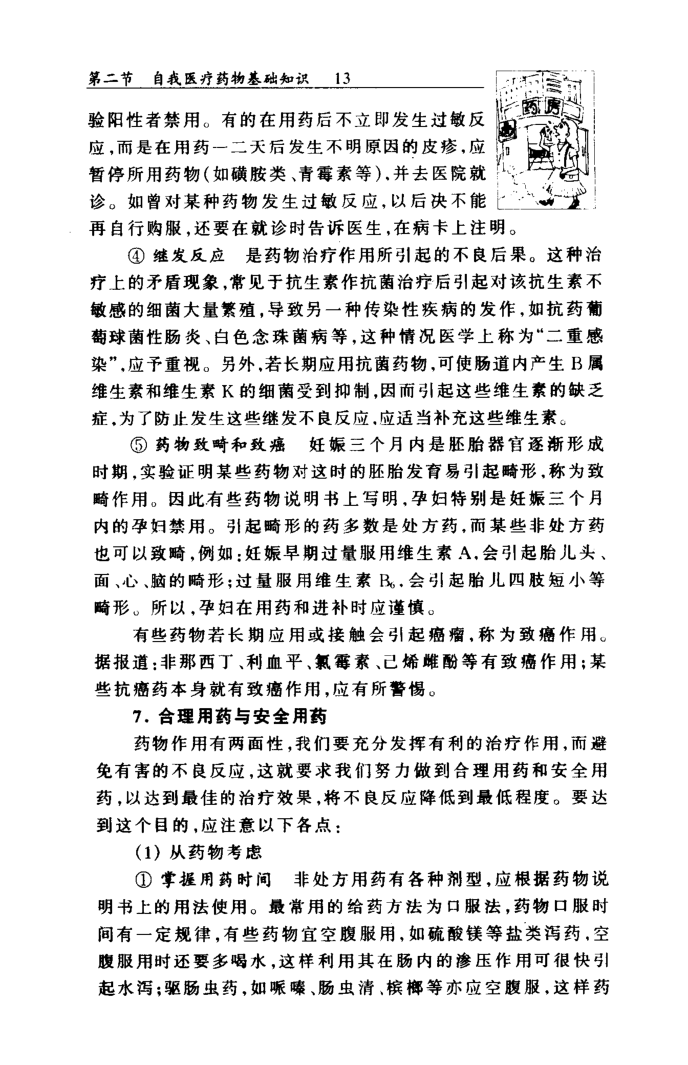 第二节 自我医疗药物基础知识 13
药房
验阳性者禁用。有的在用药后不立即发生过敏反
应,而是在用药一二天后发生不明原因的皮疹,应
暂停所用药物(如磺胺类、青霉素等),并去医院就
诊。如曾对某种药物发生过敏反应,以后决不能
再自行购服,还要在就诊时告诉医生,在病卡上注明。
④ 继发反应 是药物治疗作用所引起的不良后果。这种治
疗上的矛盾现象,常见于抗生素作抗菌治疗后引起对该抗生素不
敏感的细菌大量繁殖,导致另一种传染性疾病的发作,如抗药葡
萄球菌性肠炎、白色念珠菌病等,这种情况医学上称为“二重感
染”,应予重视。另外,若长期应用抗菌药物,可使肠道内产生 B 属
维生素和维生素 K 的细菌受到抑制,因而引起这些维生素的缺乏
症,为了防止发生这些继发不良反应,应适当补充这些维生素。
⑤ 药物致畸和致癌 妊娠三个月内是胚胎器官逐渐形成
时期,实验证明某些药物对这时的胚胎发育易引起畸形,称为致
畸作用。因此有些药物说明书上写明,孕妇特别是妊娠三个月
内的孕妇禁用。引起畸形的药多数是处方药,而某些非处方药
也可以致畸,例如:妊娠早期过量服用维生素 A,会引起胎儿头、
面、心、脑的畸形;过量服用维生素 B₆,会引起胎儿四肢短小等
畸形。所以,孕妇在用药和进补时应谨慎。
有些药物若长期应用或接触会引起癌瘤,称为致癌作用。
据报道:非那西丁、利血平、氯霉素、己烯雌酚等有致癌作用;某
些抗癌药本身就有致癌作用,应有所警惕。
7. 合理用药与安全用药
药物作用有两面性,我们要充分发挥有利的治疗作用,而避
免有害的不良反应,这就要求我们努力做到合理用药和安全用
药,以达到最佳的治疗效果,将不良反应降低到最低程度。要达
到这个目的,应注意以下各点:
(1) 从药物考虑
① 掌握用药时间 非处方用药有各种剂型,应根据药物说
明书上的用法使用。最常用的给药方法为口服法,药物口服时
间有一定规律,有些药物宜空腹服用,如硫酸镁等盐类泻药,空
腹服用时还要多喝水,这样利用其在肠内的渗压作用可很快引
起水泻;驱肠虫药,如哌嗪、肠虫清、槟榔等亦应空腹服,这样药